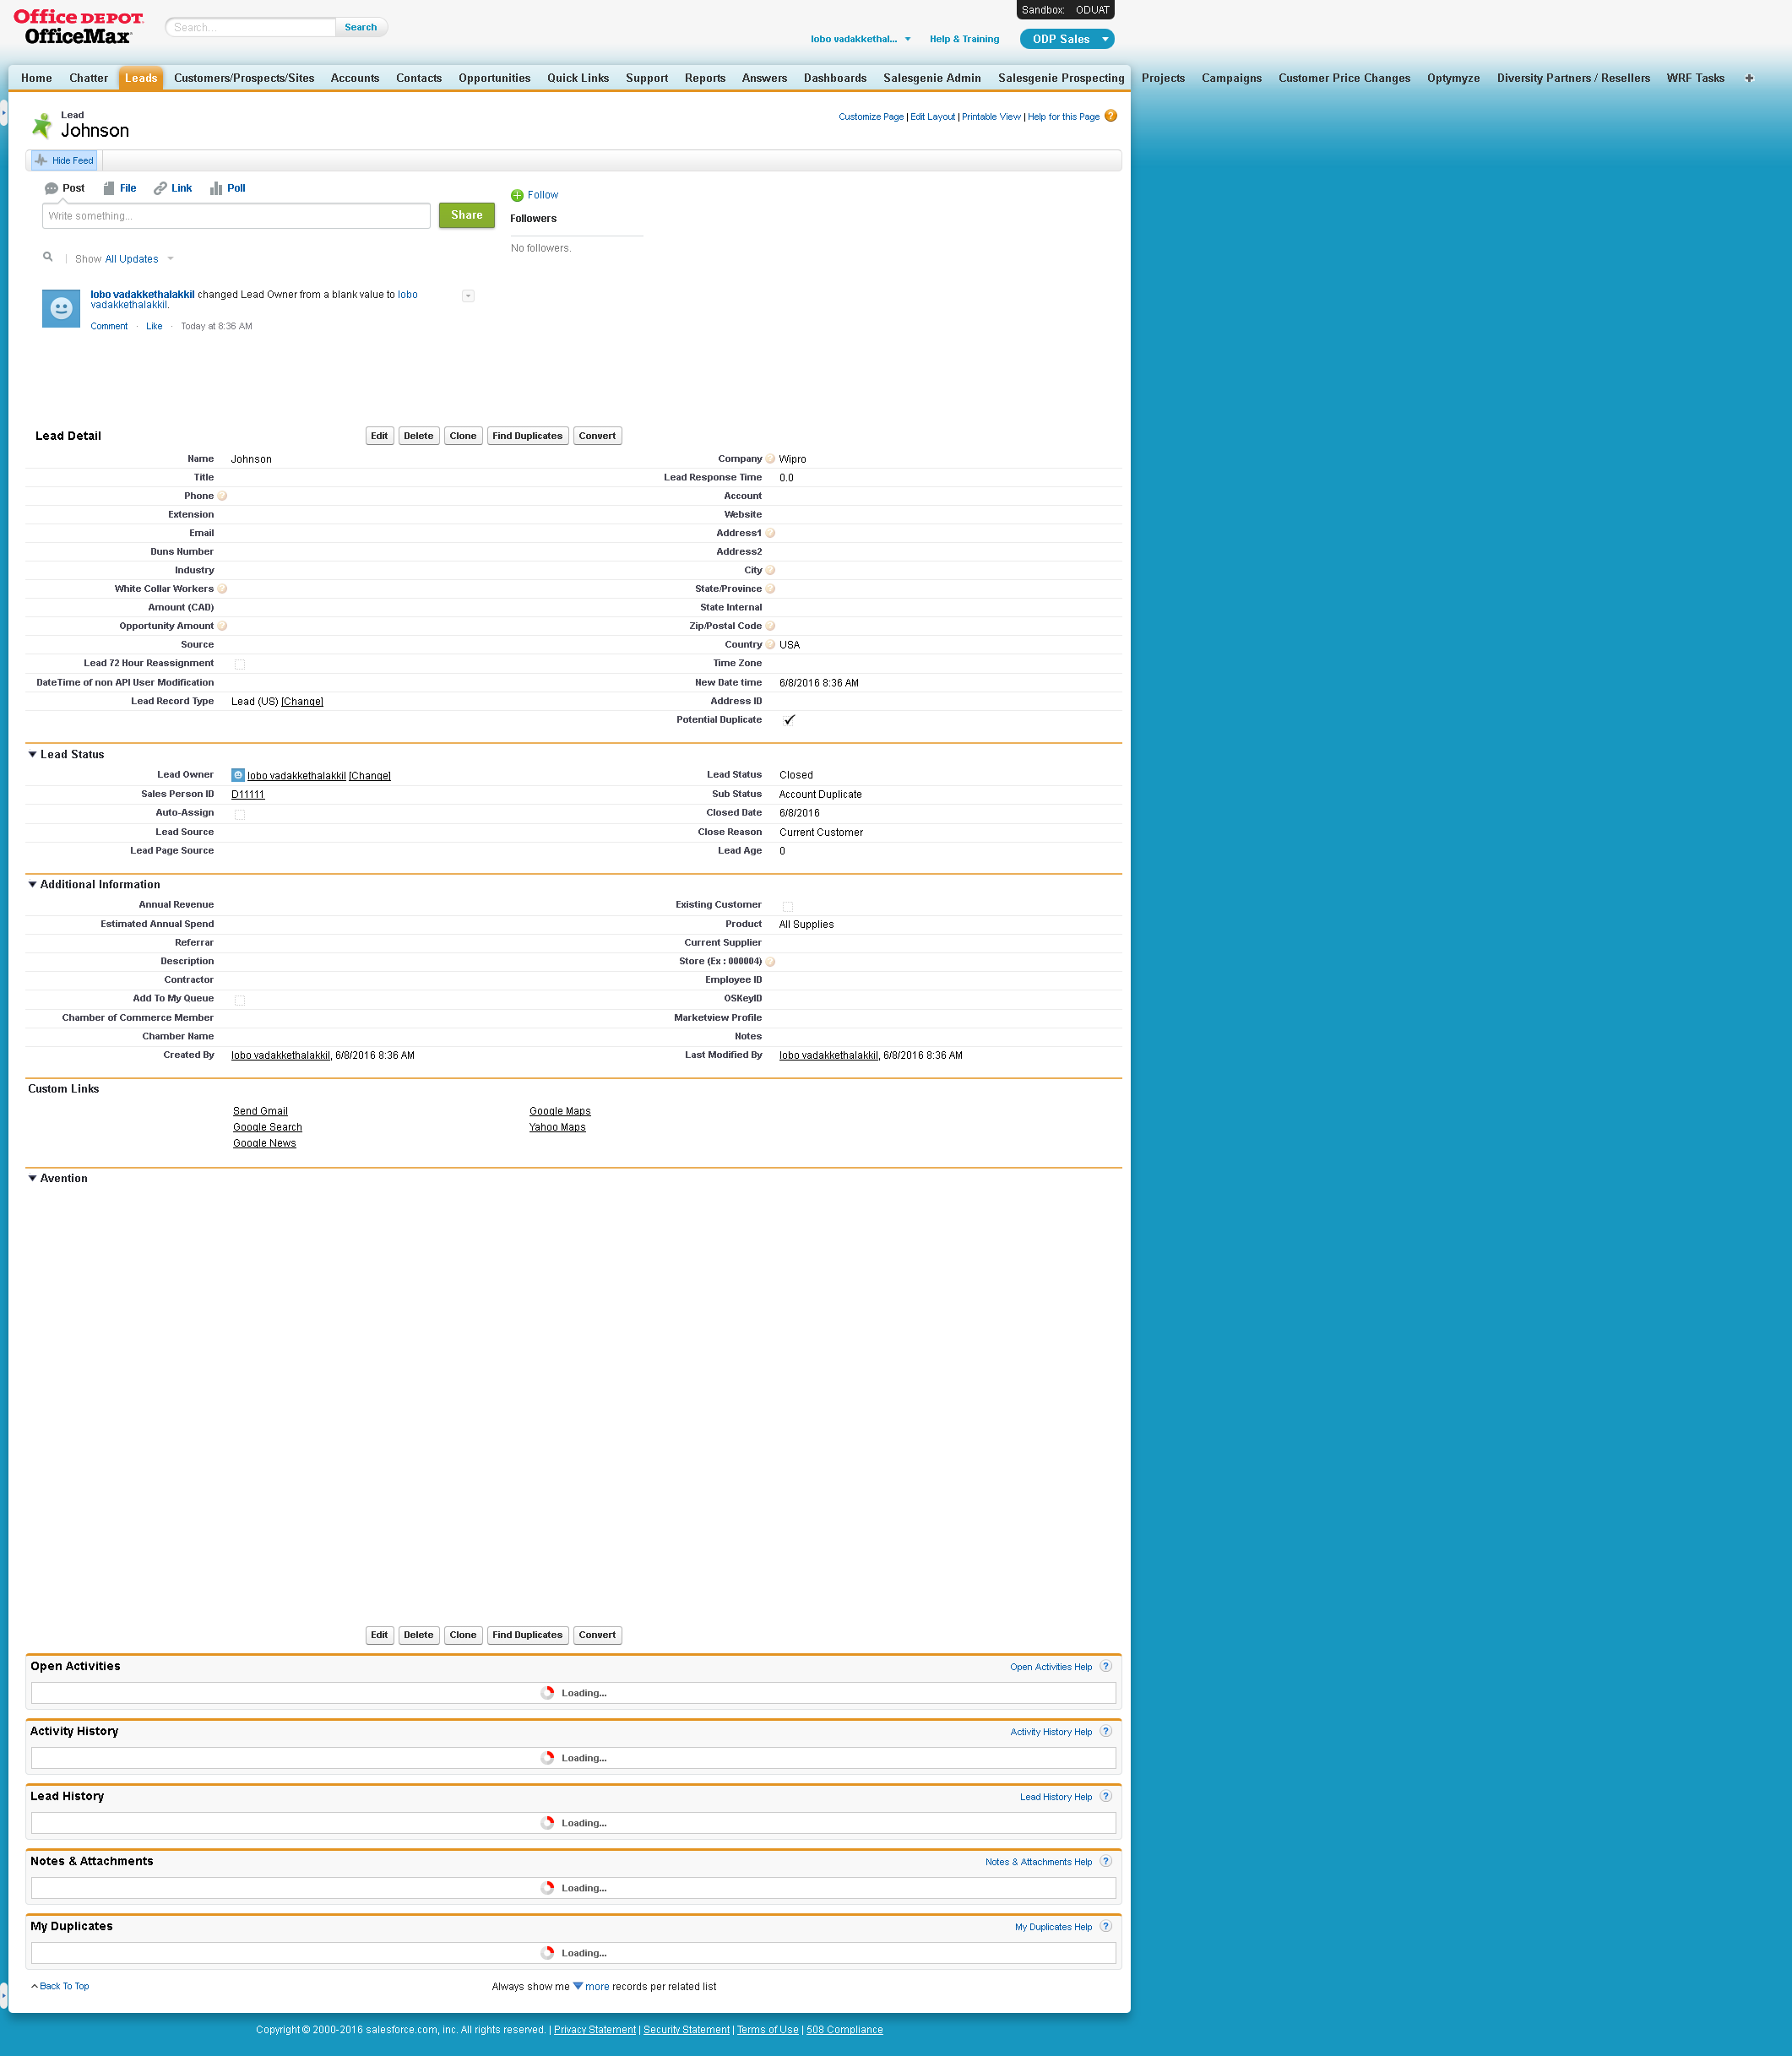 Office DEPOT
OfficeMax
Search...
Search
Sandbox: ODUAT
lobo vadakkethal...
Help & Training
ODP Sales
Home Chatter Leads Customers/Prospects/Sites Accounts Contacts Opportunities Quick Links Support Reports Answers Dashboards Salesgenie Admin Salesgenie Prospecting Projects Campaigns Customer Price Changes Optymyze Diversity Partners / Resellers WRF Tasks +
Lead
Johnson
Customize Page | Edit Layout | Printable View | Help for this Page ?
Hide Feed
Post File Link Poll
Write something...
Share
Follow
Followers
No followers.
Show All Updates
lobo vadakkethalakkil changed Lead Owner from a blank value to lobo
vadakkethalakkil.
Comment · Like · Today at 8:36 AM
Lead Detail
Edit Delete Clone Find Duplicates Convert
Name Johnson Company Wipro
Title Lead Response Time 0.0
Phone Account
Extension Website
Email Address1
Duns Number Address2
Industry City
White Collar Workers State/Province
Amount (CAD) State Internal
Opportunity Amount Zip/Postal Code
Source Country USA
Lead 72 Hour Reassignment Time Zone
DateTime of non API User Modification New Date time 6/8/2016 8:36 AM
Lead Record Type Lead (US) [Change] Address ID
Potential Duplicate
Lead Status
Lead Owner lobo vadakkethalakkil [Change] Lead Status Closed
Sales Person ID D11111 Sub Status Account Duplicate
Auto-Assign Closed Date 6/8/2016
Lead Source Close Reason Current Customer
Lead Page Source Lead Age 0
Additional Information
Annual Revenue Existing Customer
Estimated Annual Spend Product All Supplies
Referrar Current Supplier
Description Store (Ex : 000004)
Contractor Employee ID
Add To My Queue OSKeyID
Chamber of Commerce Member Marketview Profile
Chamber Name Notes
Created By lobo vadakkethalakkil, 6/8/2016 8:36 AM Last Modified By lobo vadakkethalakkil, 6/8/2016 8:36 AM
Custom Links
Send Gmail Google Maps
Google Search Yahoo Maps
Google News
Avention
Edit Delete Clone Find Duplicates Convert
Open Activities Open Activities Help ?
Loading...
Activity History Activity History Help ?
Loading...
Lead History Lead History Help ?
Loading...
Notes & Attachments Notes & Attachments Help ?
Loading...
My Duplicates My Duplicates Help ?
Loading...
Back To Top
Always show me more records per related list
Copyright © 2000-2016 salesforce.com, inc. All rights reserved. | Privacy Statement | Security Statement | Terms of Use | 508 Compliance